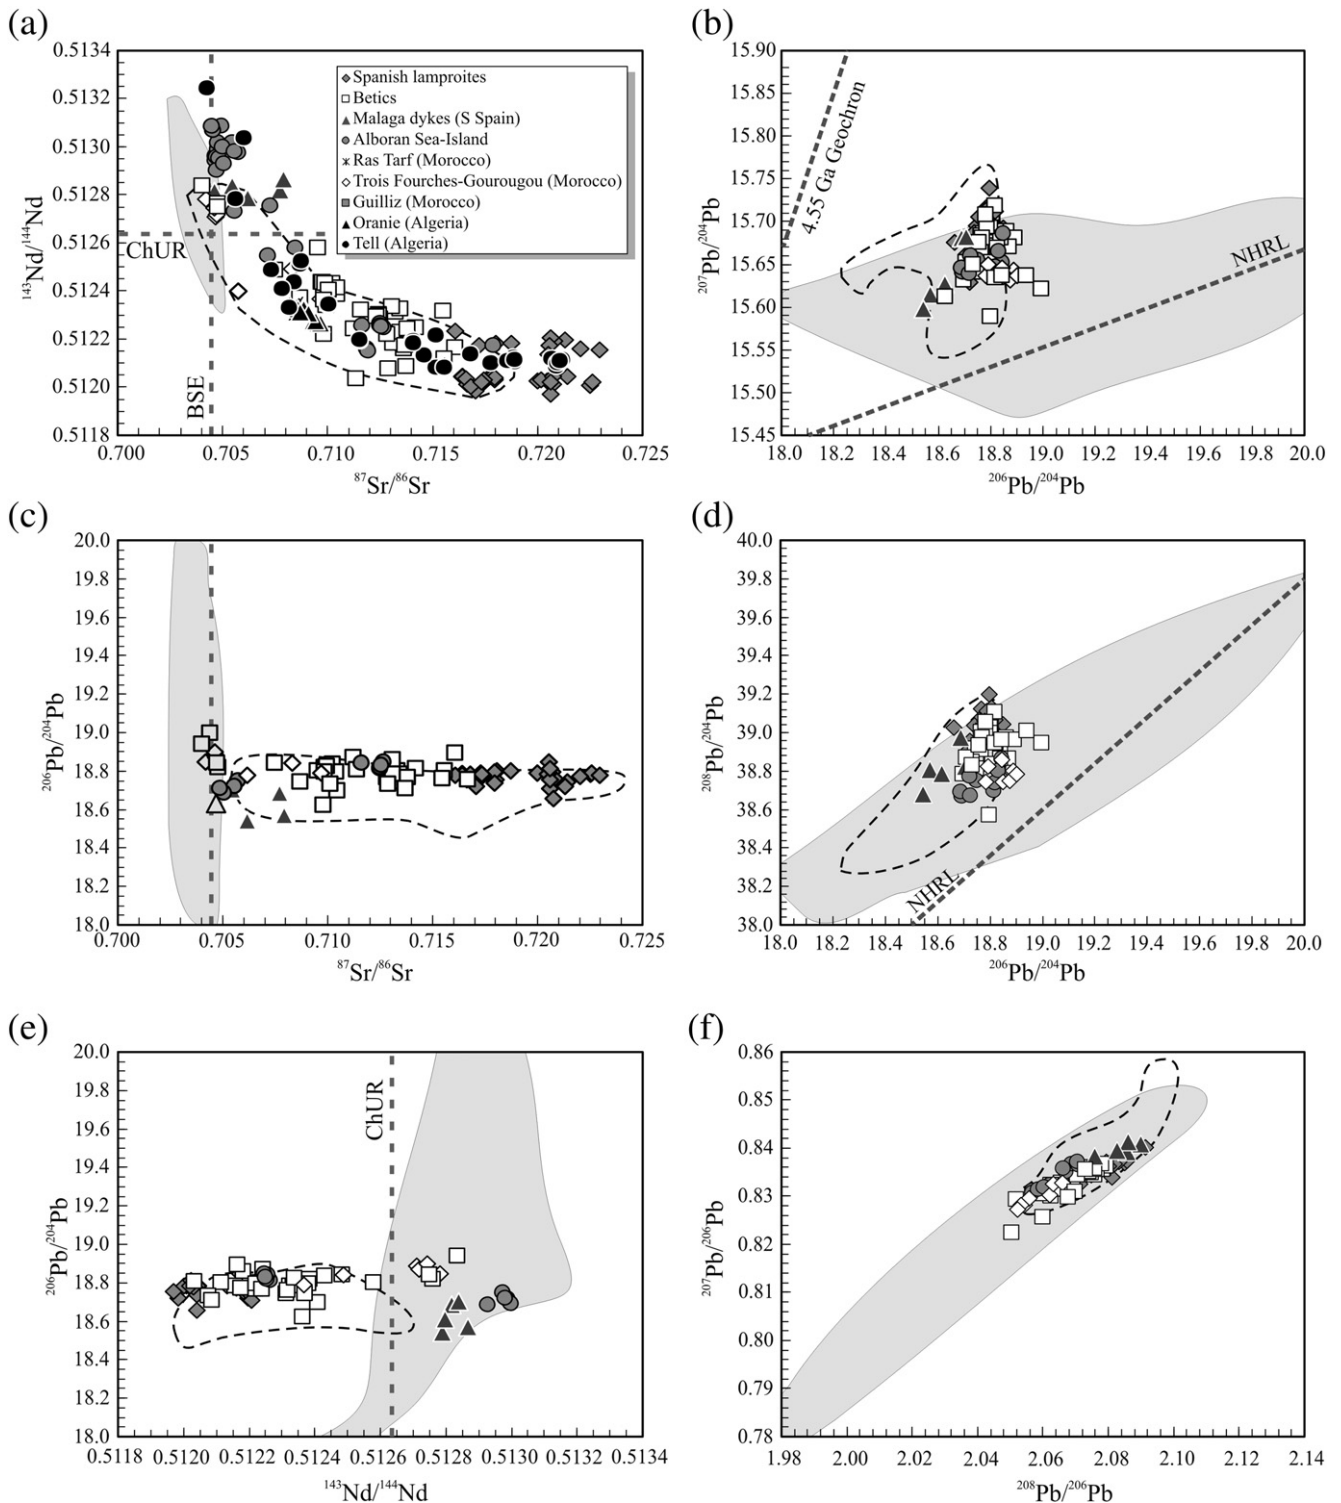 (a)
0.5134
0.5132
0.5130
0.5128
0.5126
0.5124
0.5122
0.5120
0.5118
¹⁴³Nd/¹⁴⁴Nd
ChUR
BSE
Spanish lamproites
Betics
Malaga dykes (S Spain)
Alboran Sea-Island
Ras Tarf (Morocco)
Trois Fourches-Gourougou (Morocco)
Guilliz (Morocco)
Oranie (Algeria)
Tell (Algeria)
0.700 0.705 0.710 0.715 0.720 0.725
⁸⁷Sr/⁸⁶Sr
(b)
15.90
15.85
15.80
15.75
15.70
15.65
15.60
15.55
15.50
15.45
²⁰⁷Pb/²⁰⁴Pb
4.55 Ga Geochron
NHRL
18.0 18.2 18.4 18.6 18.8 19.0 19.2 19.4 19.6 19.8 20.0
²⁰⁶Pb/²⁰⁴Pb
(c)
20.0
19.8
19.6
19.4
19.2
19.0
18.8
18.6
18.4
18.2
18.0
²⁰⁶Pb/²⁰⁴Pb
0.700 0.705 0.710 0.715 0.720 0.725
⁸⁷Sr/⁸⁶Sr
(d)
40.0
39.8
39.6
39.4
39.2
39.0
38.8
38.6
38.4
38.2
38.0
²⁰⁸Pb/²⁰⁴Pb
NHRL
18.0 18.2 18.4 18.6 18.8 19.0 19.2 19.4 19.6 19.8 20.0
²⁰⁶Pb/²⁰⁴Pb
(e)
20.0
19.8
19.6
19.4
19.2
19.0
18.8
18.6
18.4
18.2
18.0
²⁰⁶Pb/²⁰⁴Pb
ChUR
0.5118 0.5120 0.5122 0.5124 0.5126 0.5128 0.5130 0.5132 0.5134
¹⁴³Nd/¹⁴⁴Nd
(f)
0.86
0.85
0.84
0.83
0.82
0.81
0.80
0.79
0.78
²⁰⁷Pb/²⁰⁶Pb
1.98 2.00 2.02 2.04 2.06 2.08 2.10 2.12 2.14
²⁰⁸Pb/²⁰⁶Pb